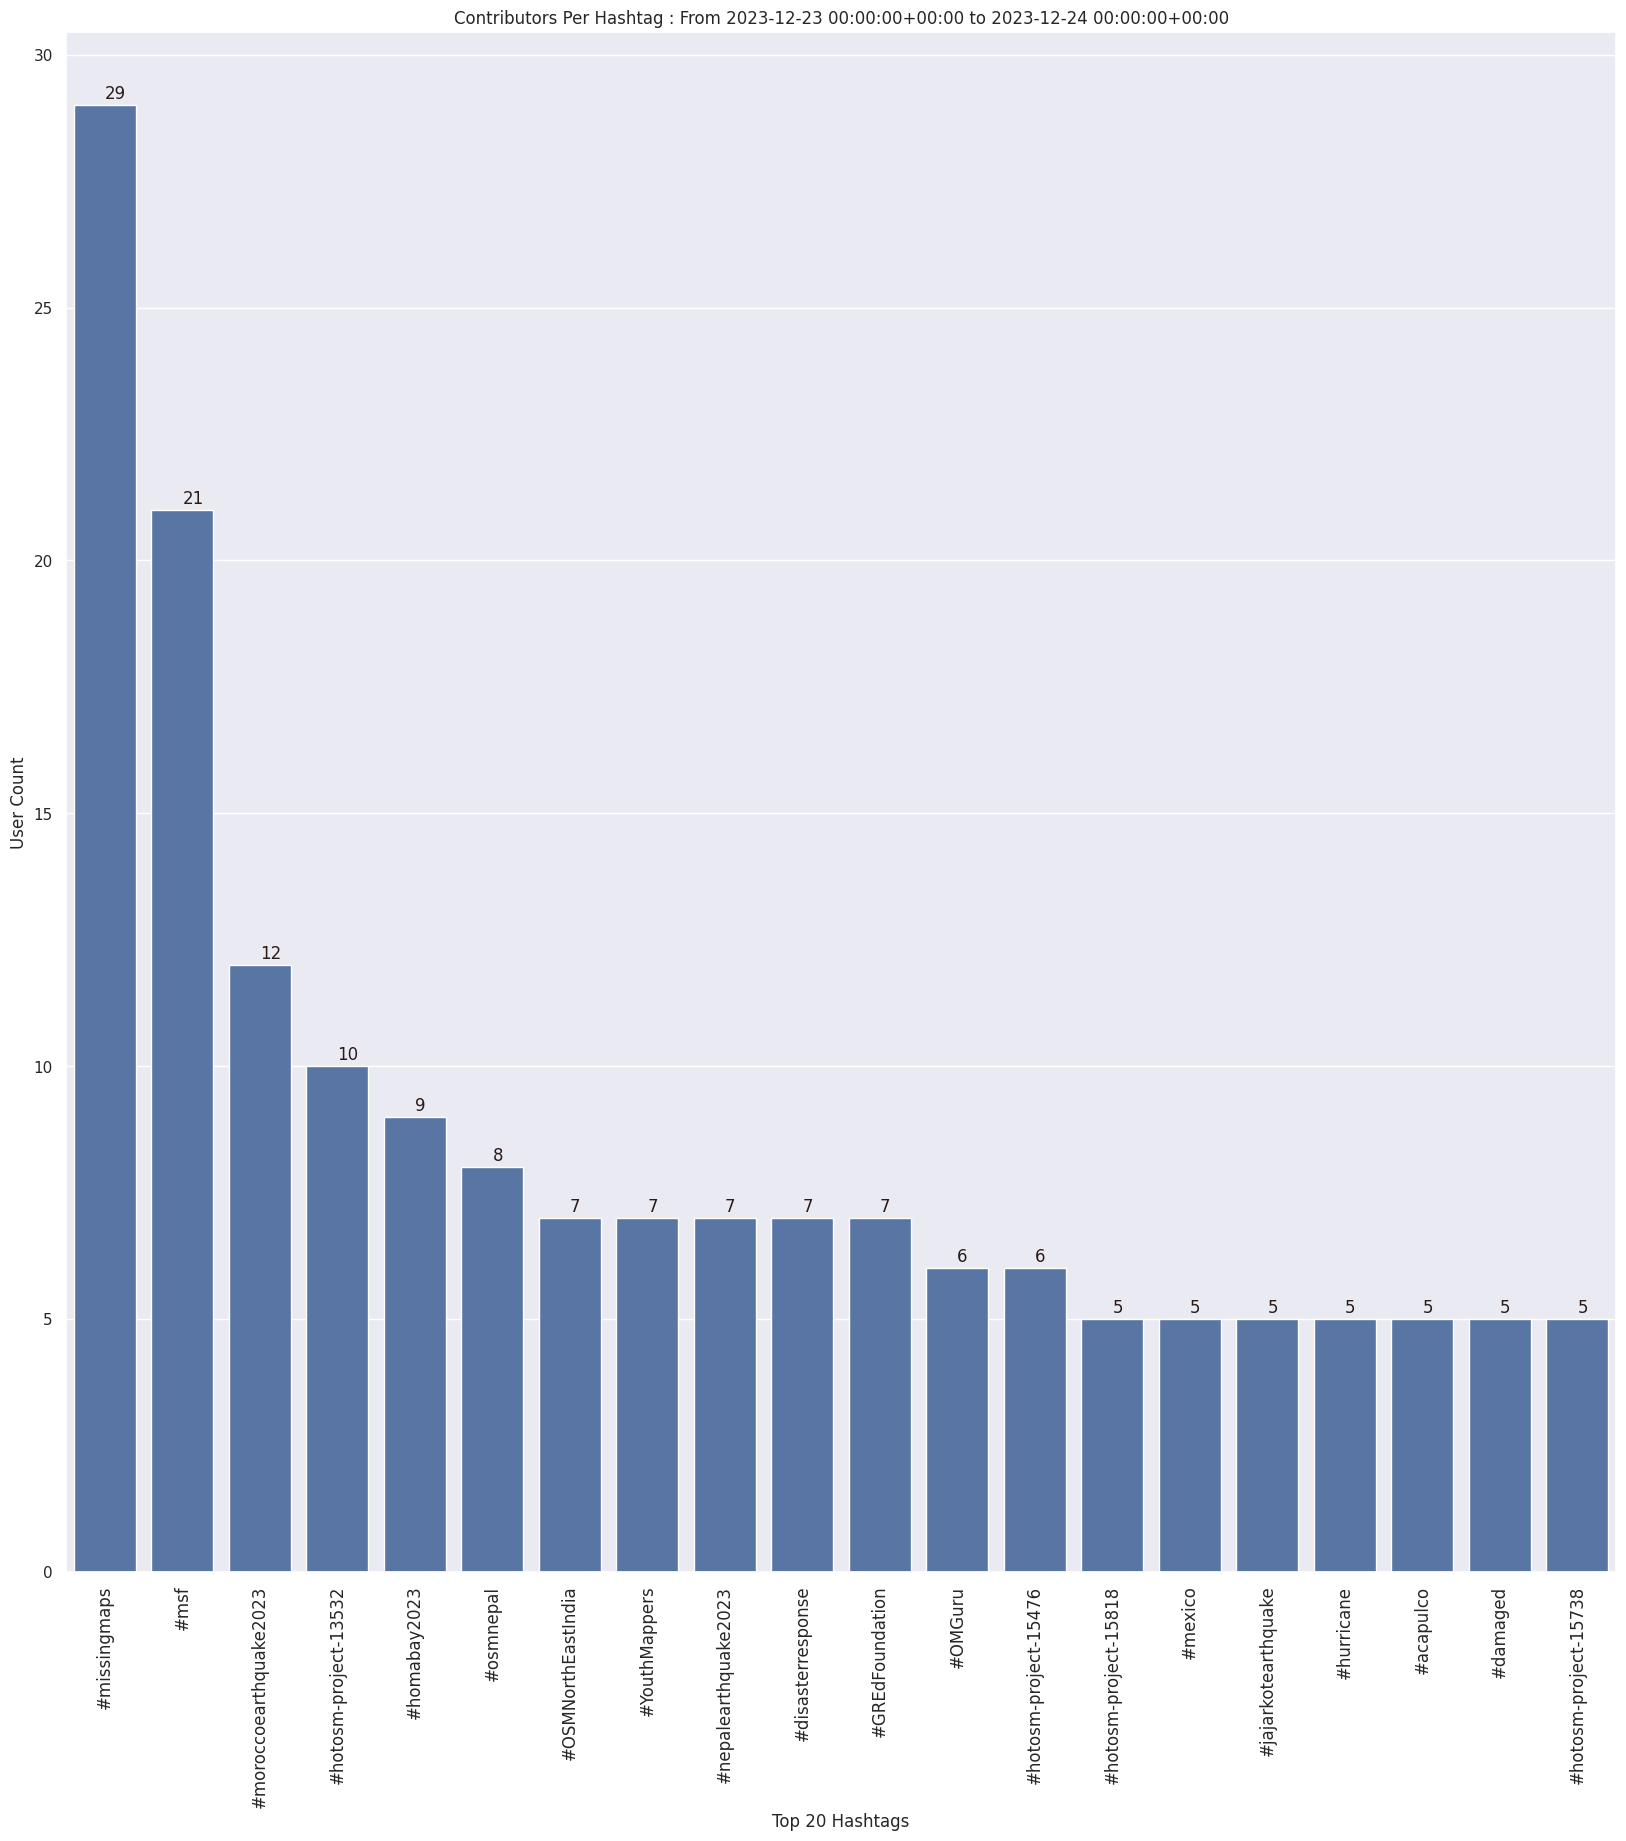 Contributors Per Hashtag : From 2023-12-23 00:00:00+00:00 to 2023-12-24 00:00:00+00:00
30
25
20
15
10
5
0
User Count
29
21
12
10
9
8
7
7
7
7
7
6
6
5
5
5
5
5
5
5
#missingmaps
#msf
#moroccoearthquake2023
#hotosm-project-13532
#homabay2023
#osmnepal
#OSMNorthEastIndia
#YouthMappers
#nepalearthquake2023
#disasterresponse
#GREdFoundation
#OMGuru
#hotosm-project-15476
#hotosm-project-15818
#mexico
#jajarkotearthquake
#hurricane
#acapulco
#damaged
#hotosm-project-15738
Top 20 Hashtags